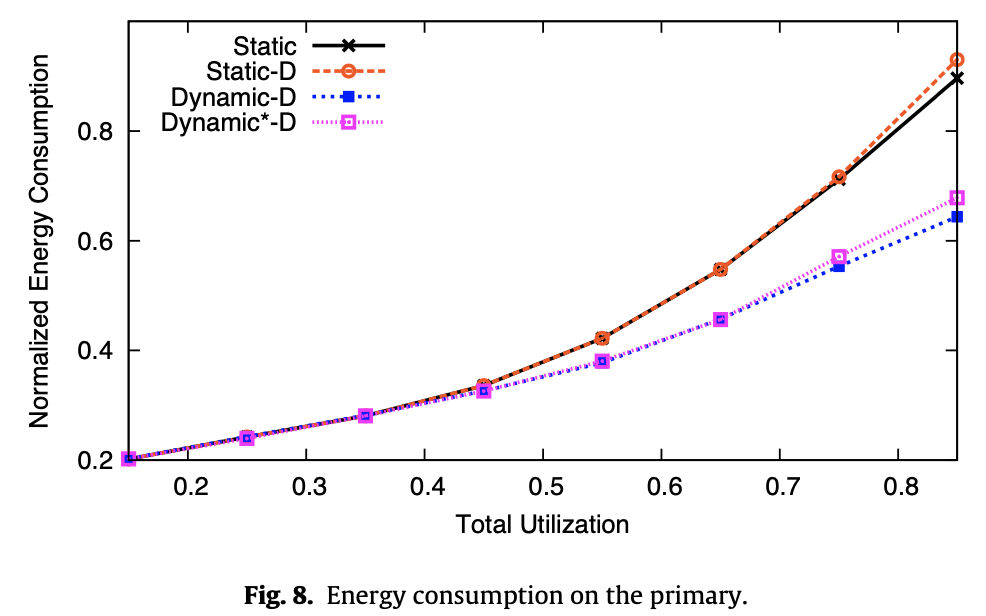 Static
Static-D
Dynamic-D
Dynamic*-D
Normalized Energy Consumption
0.8
0.6
0.4
0.2
0.2 0.3 0.4 0.5 0.6 0.7 0.8
Total Utilization
Fig. 8. Energy consumption on the primary.